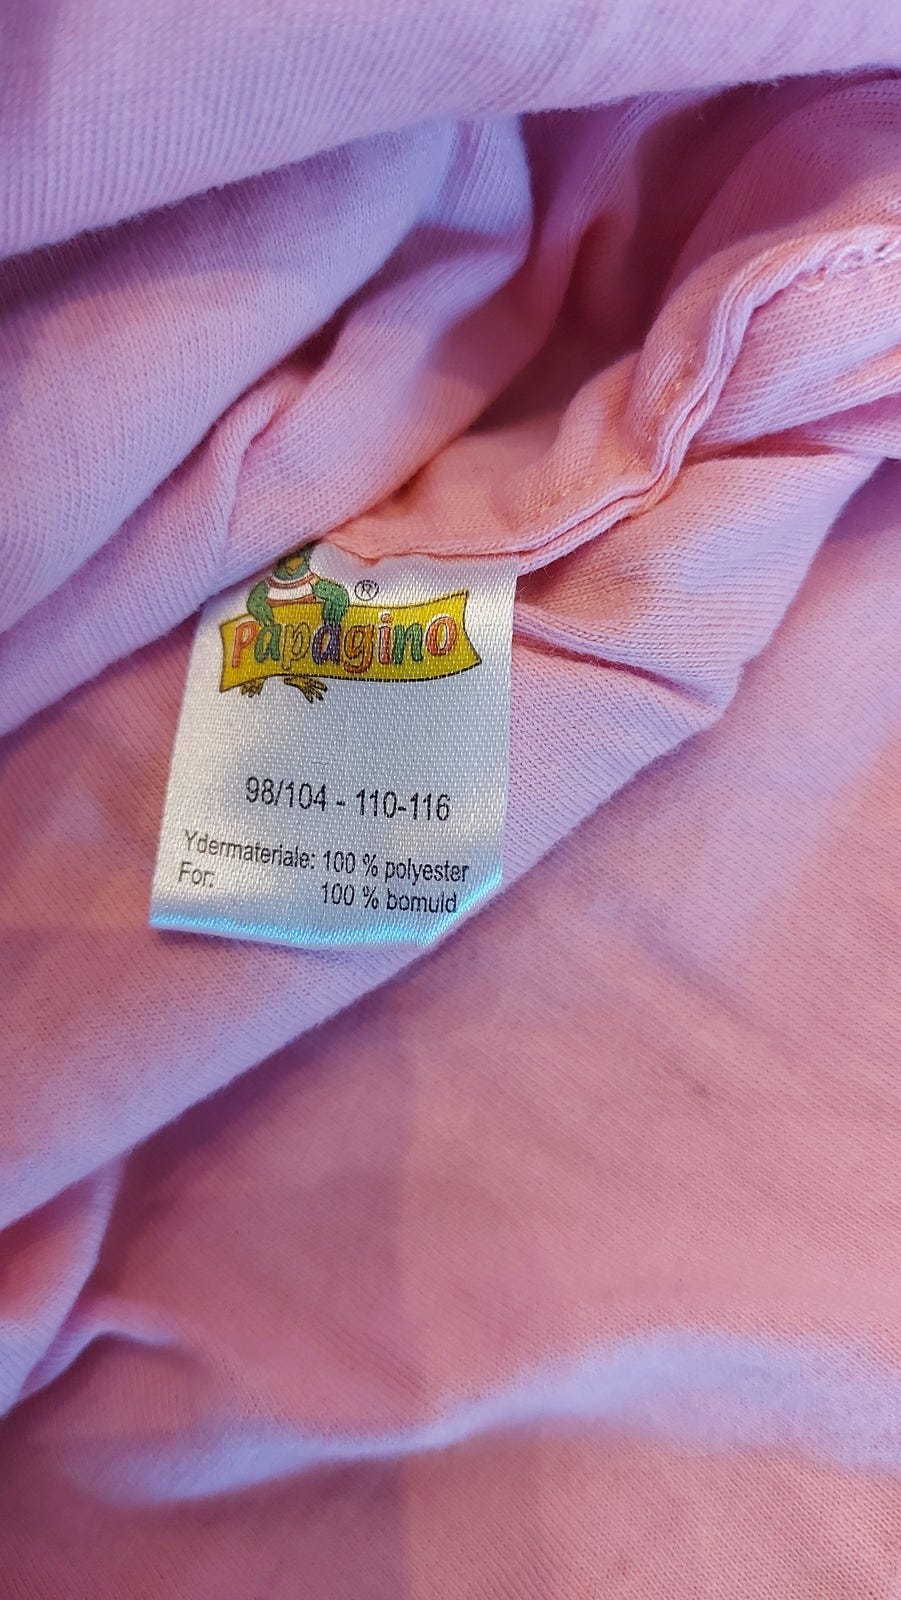 Papagino ®
98/104 - 110-116
Ydermateriale: 100 % polyester
For: 100 % bomuld